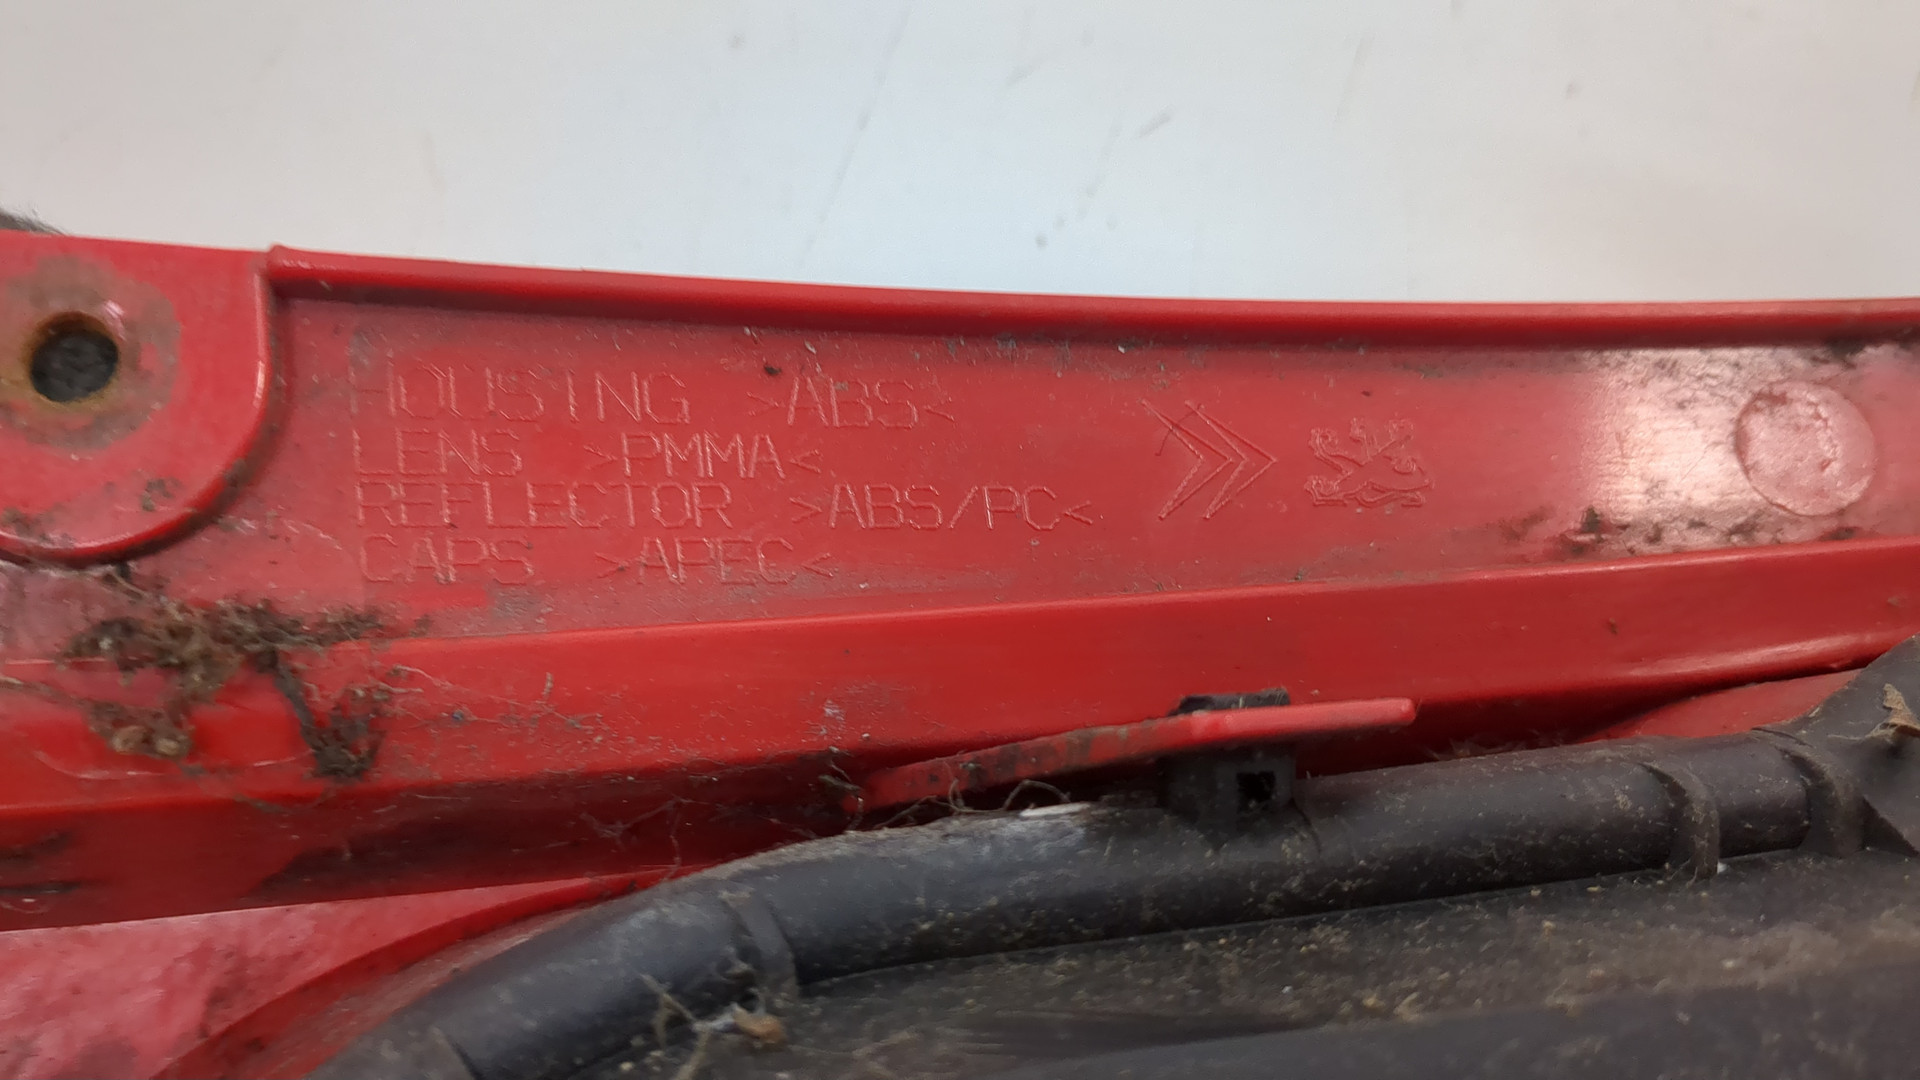 HOUSING >ABS<
LENS >PMMA<
REFLECTOR >ABS/PC<
CAPS >APEC<